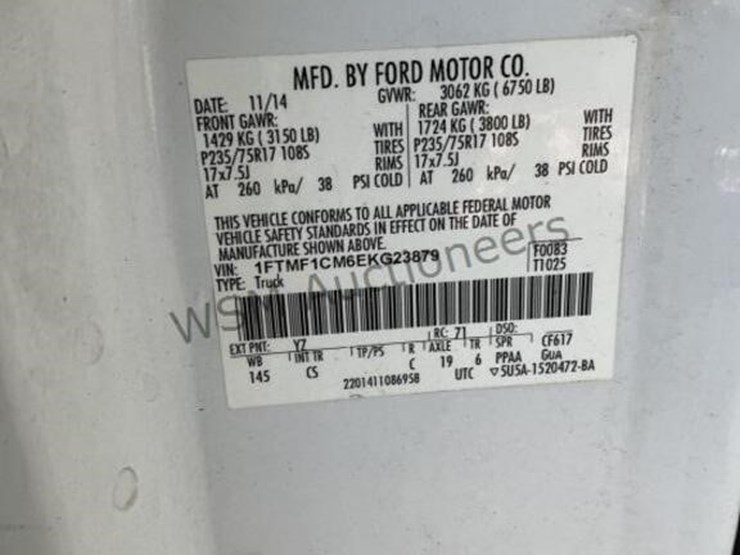 MFD. BY FORD MOTOR CO.
DATE: 11/14 GVWR: 3062 KG ( 6750 LB)
FRONT GAWR: REAR GAWR:
1429 KG ( 3150 LB) WITH 1724 KG ( 3800 LB) WITH
P235/75R17 108S TIRES P235/75R17 108S TIRES
17x7.5J RIMS 17x7.5J RIMS
AT 260 kPa/ 38 PSI COLD AT 260 kPa/ 38 PSI COLD
THIS VEHICLE CONFORMS TO ALL APPLICABLE FEDERAL MOTOR
VEHICLE SAFETY STANDARDS IN EFFECT ON THE DATE OF
MANUFACTURE SHOWN ABOVE.
VIN: 1FTMF1CM6EKG23879 F0083
TYPE: Truck T1025
WSM Auctioneers
EXT PNT: YZ RC: 71 DSO:
WB INT TR TP/PS R AXLE TR SPR CF617
145 CS C 19 6 PPAA GUA
2201411086958 UTC ▽5U5A-1520472-BA